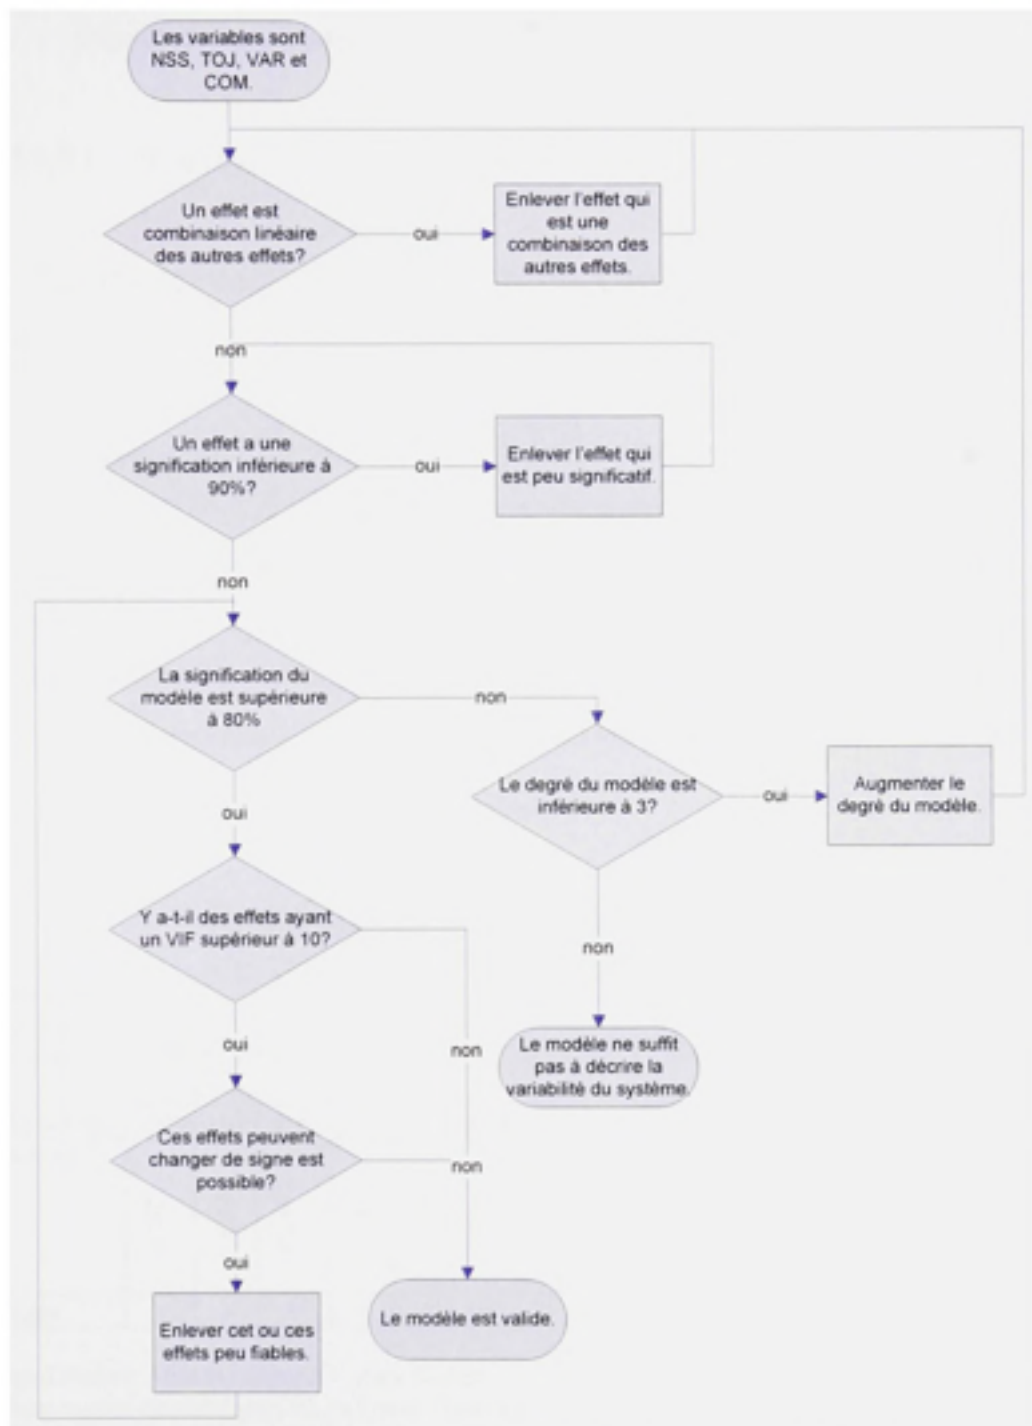 Les variables sont
NSS, TOJ, VAR et
COM.
Un effet est
combinaison linéaire
des autres effets?
oui
Enlever l'effet qui
est une
combinaison des
autres effets.
non
Un effet a une
signification inférieure à
90%?
oui
Enlever l'effet qui
est peu significatif.
non
La signification du
modèle est supérieure
à 80%
non
Le degré du modèle est
inférieure à 3?
oui
Augmenter le
degré du modèle.
oui
Y a-t-il des effets ayant
un VIF supérieur à 10?
non
Le modèle ne suffit
pas à décrire la
variabilité du système.
oui
non
Ces effets peuvent
changer de signe est
possible?
non
oui
Enlever cet ou ces
effets peu fiables.
Le modèle est valide.